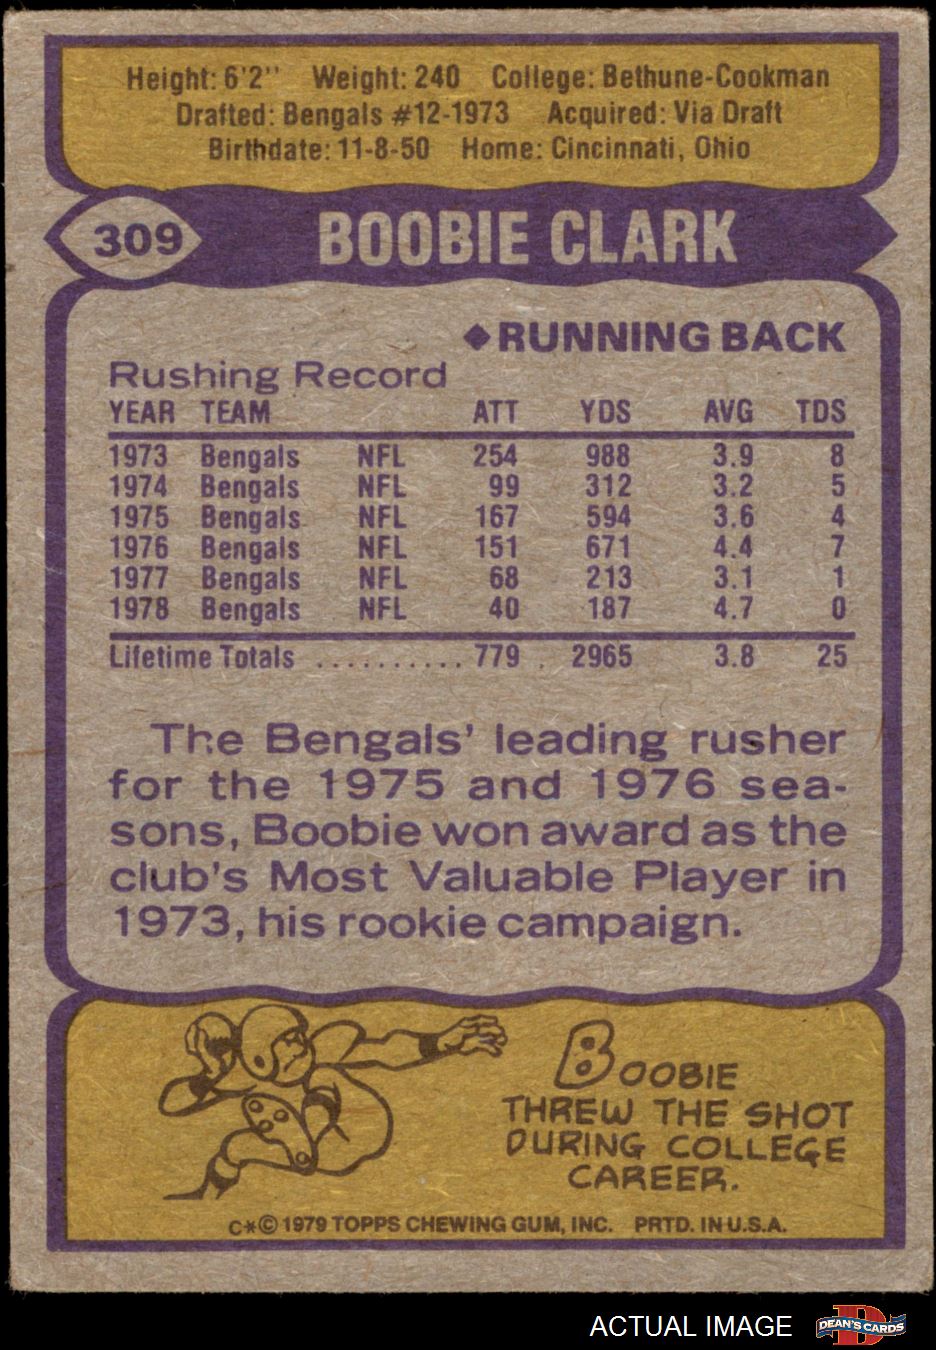 Height: 6'2" Weight: 240 College: Bethune-Cookman
Drafted: Bengals #12-1973 Acquired: Via Draft
Birthdate: 11-8-50 Home: Cincinnati, Ohio
309 BOOBIE CLARK
◆RUNNING BACK
Rushing Record
YEAR TEAM ATT YDS AVG TDS
1973 Bengals NFL 254 988 3.9 8
1974 Bengals NFL 99 312 3.2 5
1975 Bengals NFL 167 594 3.6 4
1976 Bengals NFL 151 671 4.4 7
1977 Bengals NFL 68 213 3.1 1
1978 Bengals NFL 40 187 4.7 0
Lifetime Totals .......... 779 . 2965 3.8 25
The Bengals' leading rusher
for the 1975 and 1976 sea-
sons, Boobie won award as the
club's Most Valuable Player in
1973, his rookie campaign.
BOOBIE
THREW THE SHOT
DURING COLLEGE
CAREER.
C*© 1979 TOPPS CHEWING GUM, INC. PRTD. IN U.S.A.
ACTUAL IMAGE DEAN'S CARDS